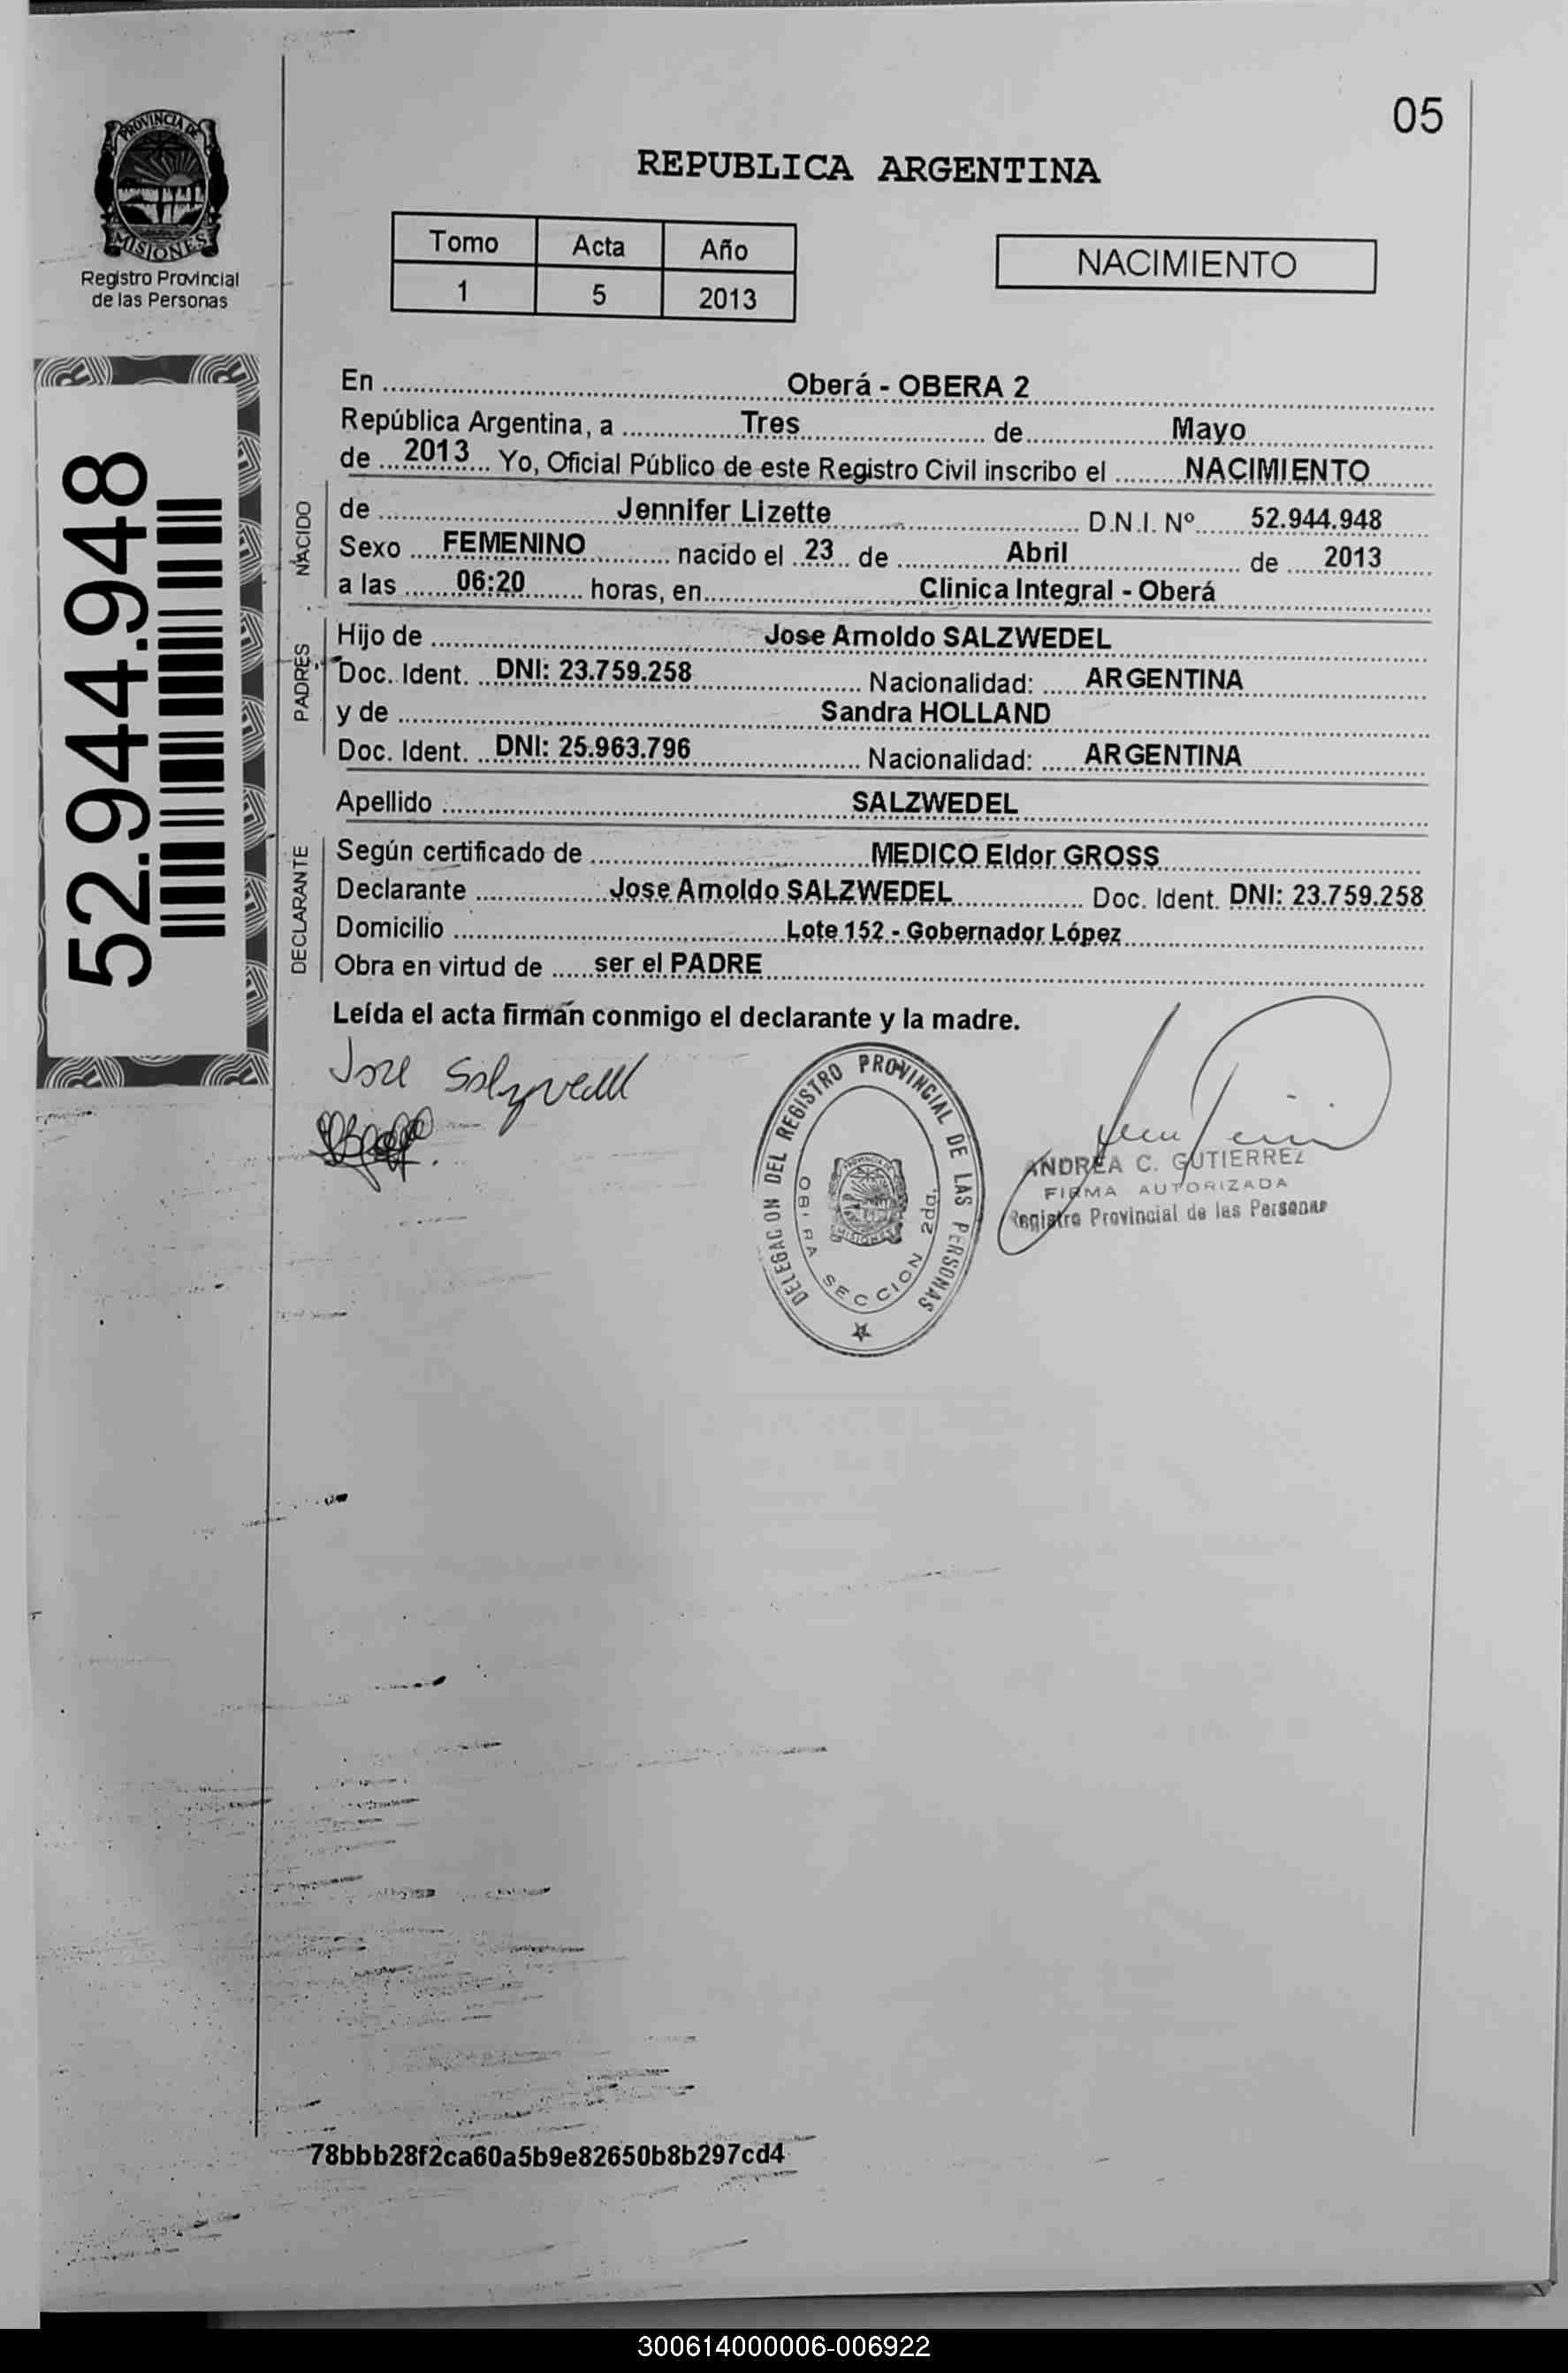 05
PROVINCIA DE
MISIONES
Registro Provincial
de las Personas
REPUBLICA ARGENTINA
Tomo Acta Año
1 5 2013
NACIMIENTO
52.944.948
En Oberá - OBERA 2
República Argentina, a Tres de Mayo
de 2013 Yo, Oficial Público de este Registro Civil inscribo el NACIMIENTO
NACIDO
de Jennifer Lizette D.N.I. Nº 52.944.948
Sexo FEMENINO nacido el 23 de Abril de 2013
a las 06:20 horas, en Clinica Integral - Oberá
PADRES
Hijo de Jose Arnoldo SALZWEDEL
Doc. Ident. DNI: 23.759.258 Nacionalidad: ARGENTINA
y de Sandra HOLLAND
Doc. Ident. DNI: 25.963.796 Nacionalidad: ARGENTINA
Apellido SALZWEDEL
DECLARANTE
Según certificado de MEDICO Eldor GROSS
Declarante Jose Arnoldo SALZWEDEL Doc. Ident. DNI: 23.759.258
Domicilio Lote 152 - Gobernador López
Obra en virtud de ser el PADRE
Leída el acta firman conmigo el declarante y la madre.
Jose Salzwedel
DELEGACION DEL REGISTRO PROVINCIAL DE LAS PERSONAS
SECCION 2da.
ANDREA C. GUTIERREZ
FIRMA AUTORIZADA
Registro Provincial de las Personas
78bbb28f2ca60a5b9e82650b8b297cd4
300614000006-006922